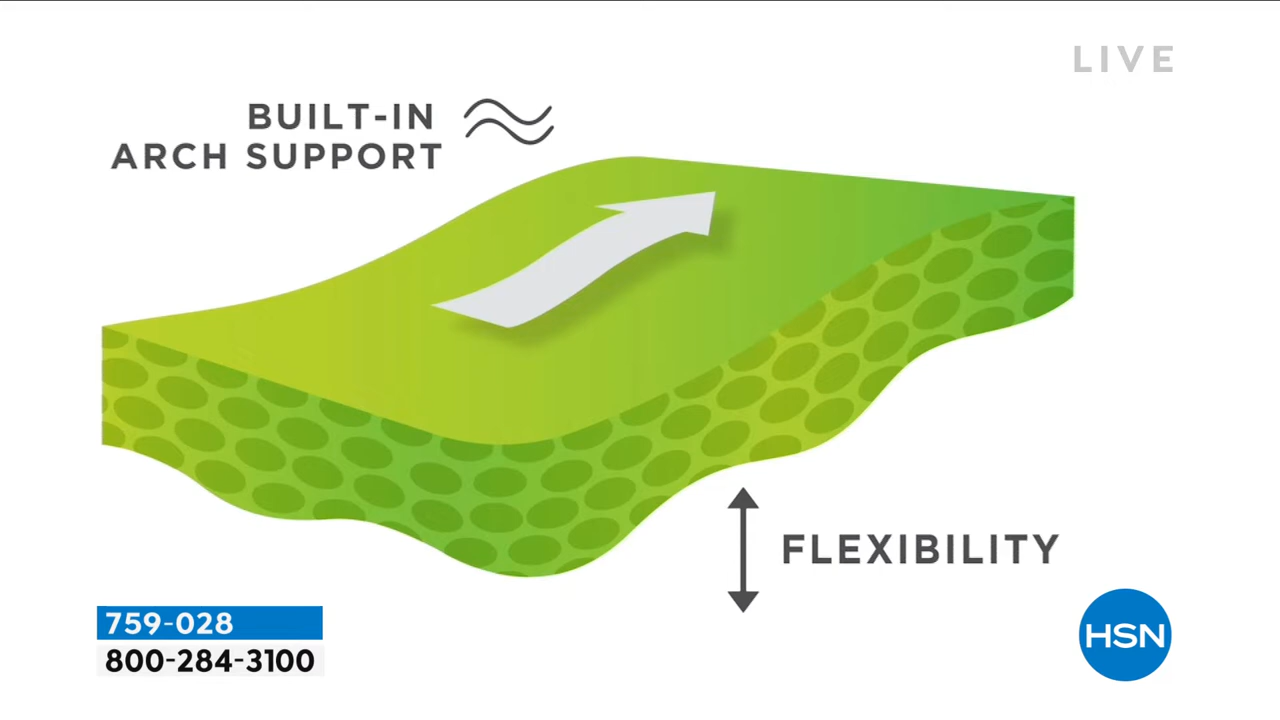 LIVE
BUILT-IN
ARCH SUPPORT
FLEXIBILITY
759-028
800-284-3100
HSN